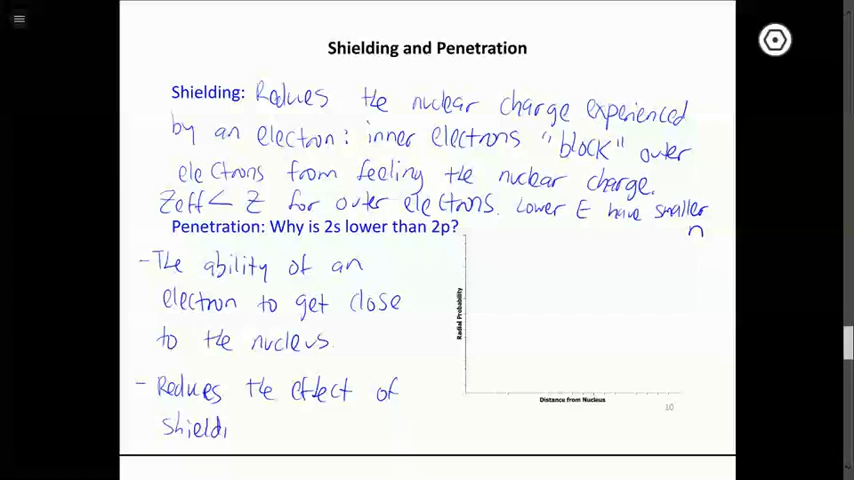 Shielding and Penetration
Shielding: Reduces the nuclear charge experienced
by an electron: inner electrons "block" outer
electrons from feeling the nuclear charge.
Zeff < Z for outer electrons. Lower E have smaller
n
Penetration: Why is 2s lower than 2p?
- The ability of an
electron to get close
to the nucleus.
- Reduces the effect of
shieldi
Radial Probability
Distance from Nucleus
10